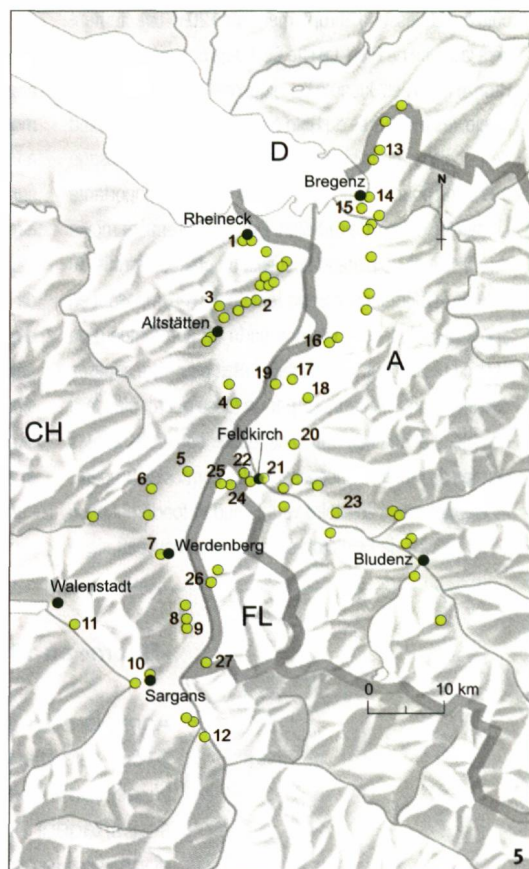 D
13
Bregenz
14
15
N
Rheineck
1
2
3
Altstätten
16
A
19
17
4
18
CH
Feldkirch
20
5
22
21
25
6
24
23
7
Werdenberg
Bludenz
Walenstadt
26
8
FL
11
9
10
27
0
10 km
Sargans
12
5